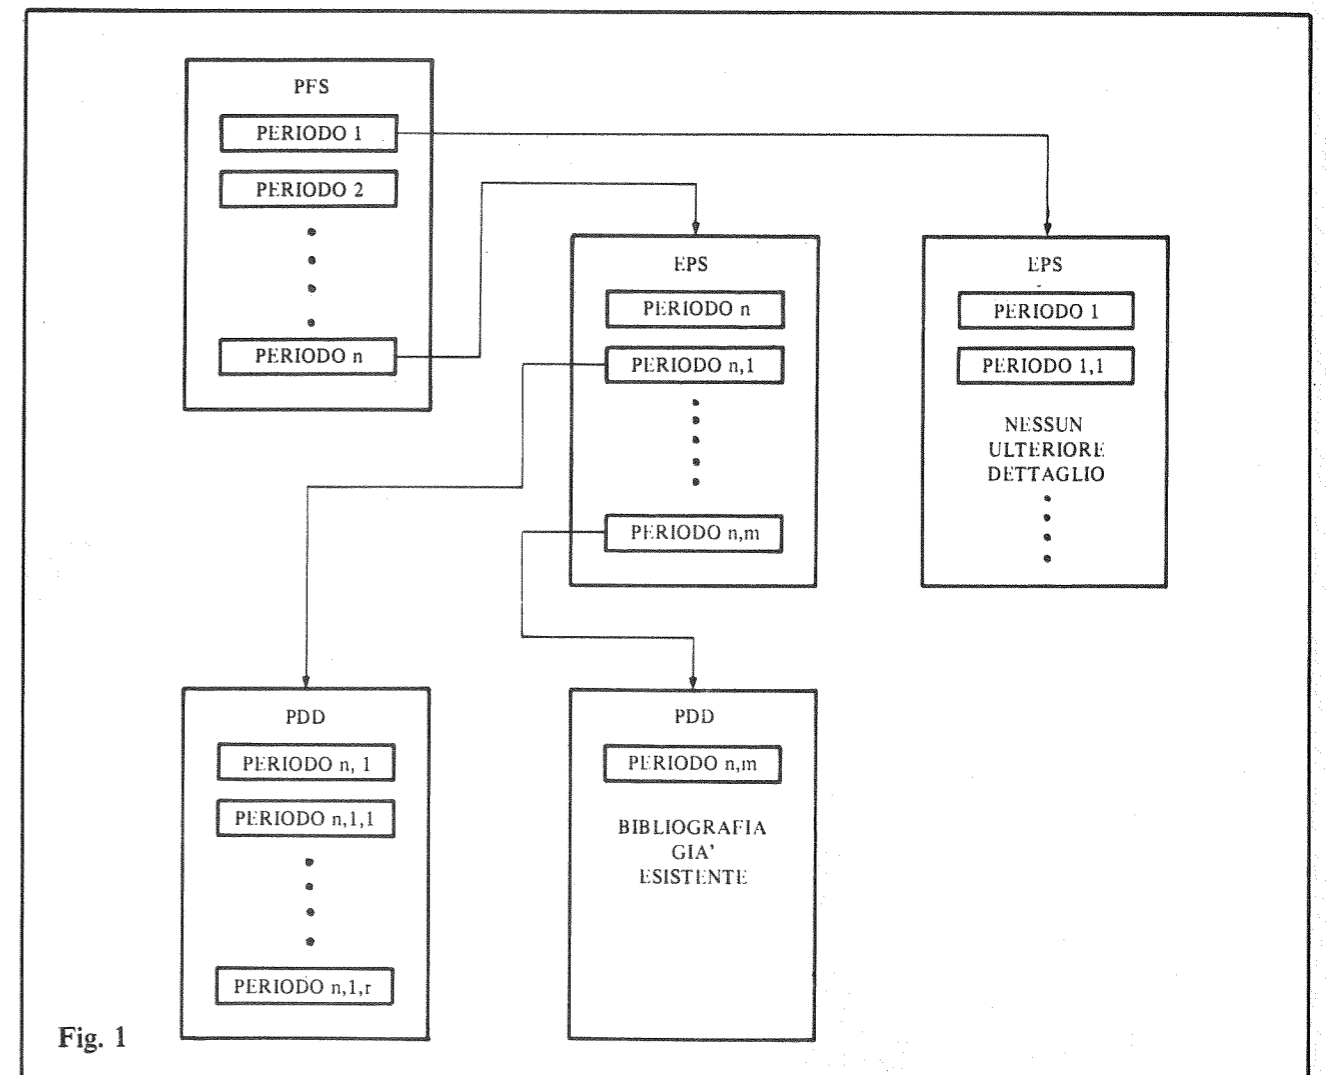 PFS
PERIODO 1
PERIODO 2
PERIODO n
EPS
PERIODO n
PERIODO n,1
PERIODO n,m
EPS
PERIODO 1
PERIODO 1,1
NESSUN
ULTERIORE
DETTAGLIO
PDD
PERIODO n, 1
PERIODO n,1,1
PERIODO n,1,r
PDD
PERIODO n,m
BIBLIOGRAFIA
GIA'
ESISTENTE
Fig. 1